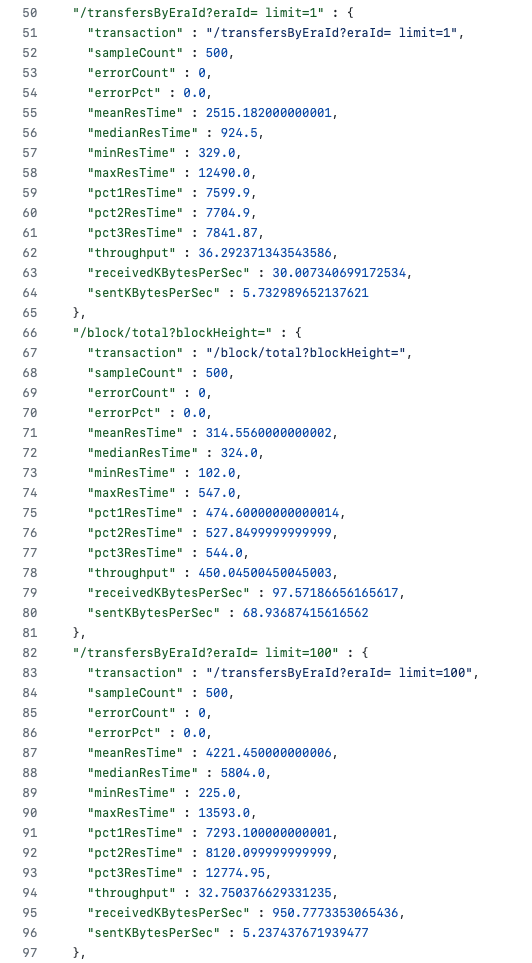 50 "/transfersByEraId?eraId= limit=1" : {
51 "transaction" : "/transfersByEraId?eraId= limit=1",
52 "sampleCount" : 500,
53 "errorCount" : 0,
54 "errorPct" : 0.0,
55 "meanResTime" : 2515.182000000001,
56 "medianResTime" : 924.5,
57 "minResTime" : 329.0,
58 "maxResTime" : 12490.0,
59 "pct1ResTime" : 7599.9,
60 "pct2ResTime" : 7704.9,
61 "pct3ResTime" : 7841.87,
62 "throughput" : 36.292371343543586,
63 "receivedKBytesPerSec" : 30.007340699172534,
64 "sentKBytesPerSec" : 5.732989652137621
65 },
66 "/block/total?blockHeight=" : {
67 "transaction" : "/block/total?blockHeight=",
68 "sampleCount" : 500,
69 "errorCount" : 0,
70 "errorPct" : 0.0,
71 "meanResTime" : 314.5560000000002,
72 "medianResTime" : 324.0,
73 "minResTime" : 102.0,
74 "maxResTime" : 547.0,
75 "pct1ResTime" : 474.60000000000014,
76 "pct2ResTime" : 527.8499999999999,
77 "pct3ResTime" : 544.0,
78 "throughput" : 450.04500450045003,
79 "receivedKBytesPerSec" : 97.57186656165617,
80 "sentKBytesPerSec" : 68.93687415616562
81 },
82 "/transfersByEraId?eraId= limit=100" : {
83 "transaction" : "/transfersByEraId?eraId= limit=100",
84 "sampleCount" : 500,
85 "errorCount" : 0,
86 "errorPct" : 0.0,
87 "meanResTime" : 4221.450000000006,
88 "medianResTime" : 5804.0,
89 "minResTime" : 225.0,
90 "maxResTime" : 13593.0,
91 "pct1ResTime" : 7293.100000000001,
92 "pct2ResTime" : 8120.099999999999,
93 "pct3ResTime" : 12774.95,
94 "throughput" : 32.750376629331235,
95 "receivedKBytesPerSec" : 950.7773353065436,
96 "sentKBytesPerSec" : 5.237437671939477
97 },